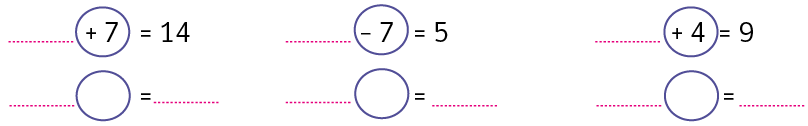 + 7 = 14 − 7 = 5 + 4 = 9
= = =